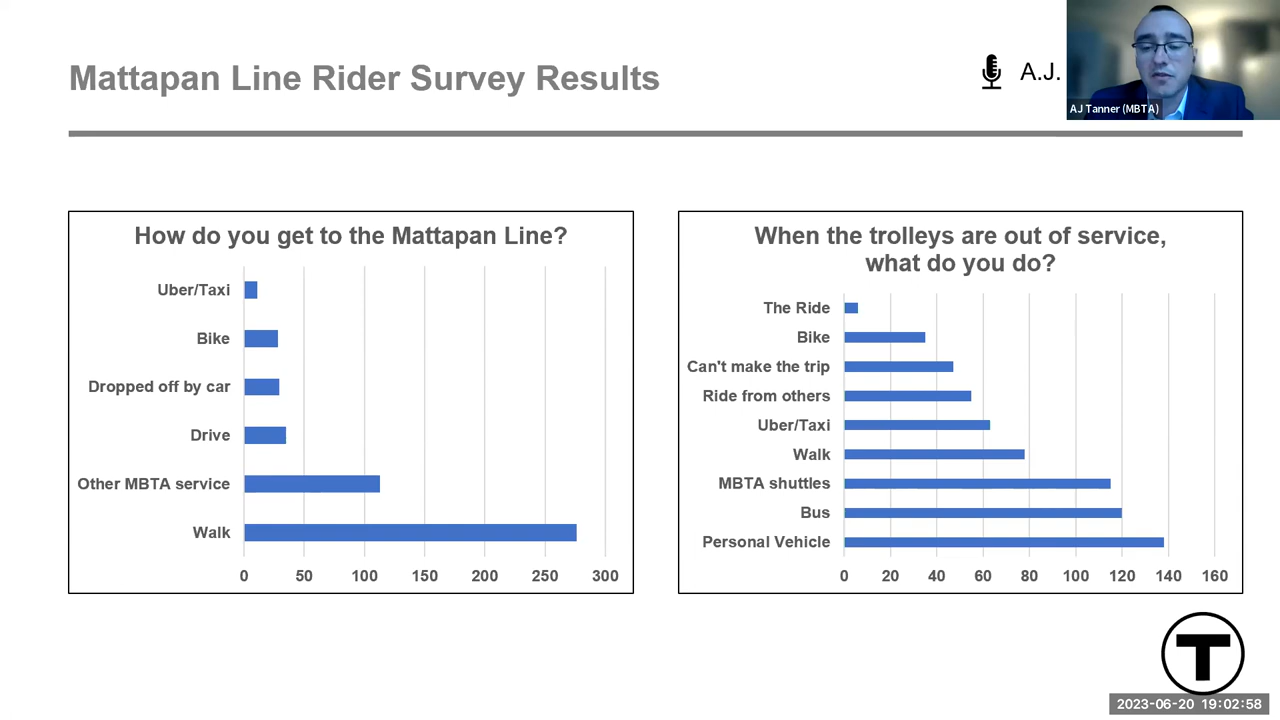 Mattapan Line Rider Survey Results
A.J.
AJ Tanner (MBTA)
How do you get to the Mattapan Line?
Uber/Taxi
Bike
Dropped off by car
Drive
Other MBTA service
Walk
0 50 100 150 200 250 300
When the trolleys are out of service,
what do you do?
The Ride
Bike
Can't make the trip
Ride from others
Uber/Taxi
Walk
MBTA shuttles
Bus
Personal Vehicle
0 20 40 60 80 100 120 140 160
T
2023-06-20 19:02:58